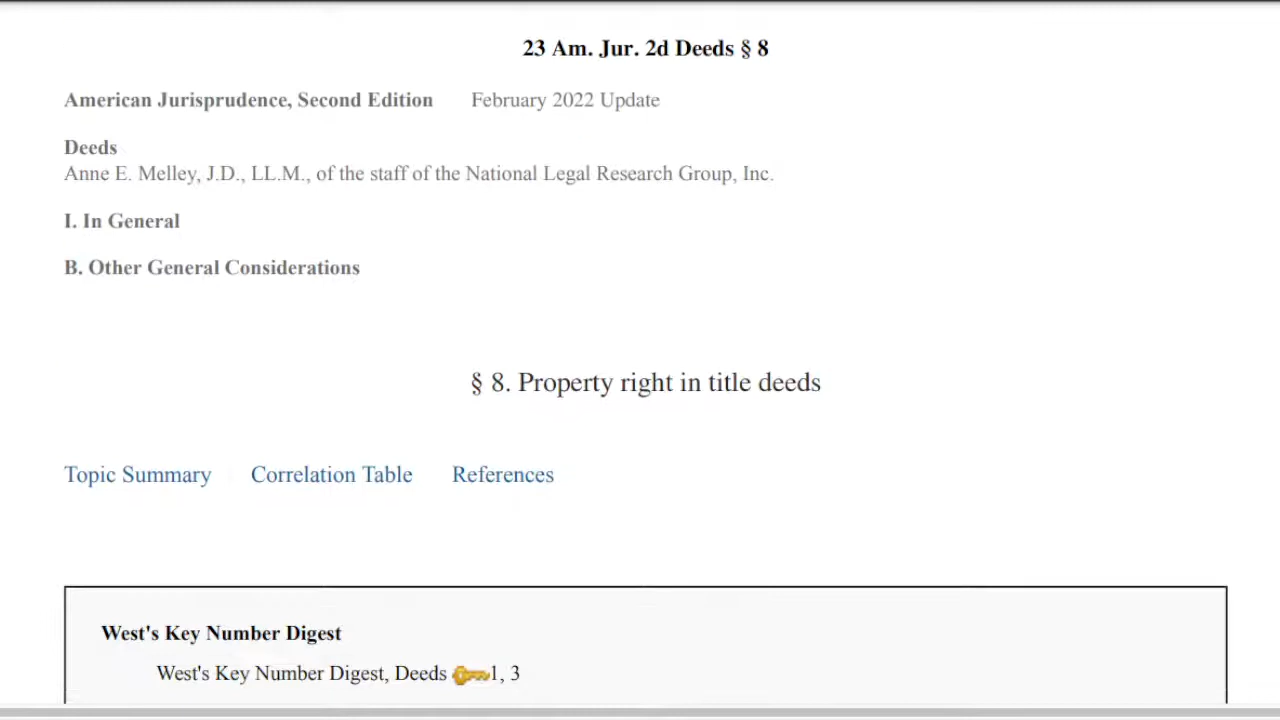 23 Am. Jur. 2d Deeds § 8
American Jurisprudence, Second Edition February 2022 Update
Deeds
Anne E. Melley, J.D., LL.M., of the staff of the National Legal Research Group, Inc.
I. In General
B. Other General Considerations
§ 8. Property right in title deeds
Topic Summary Correlation Table References
West's Key Number Digest
West's Key Number Digest, Deeds 1, 3